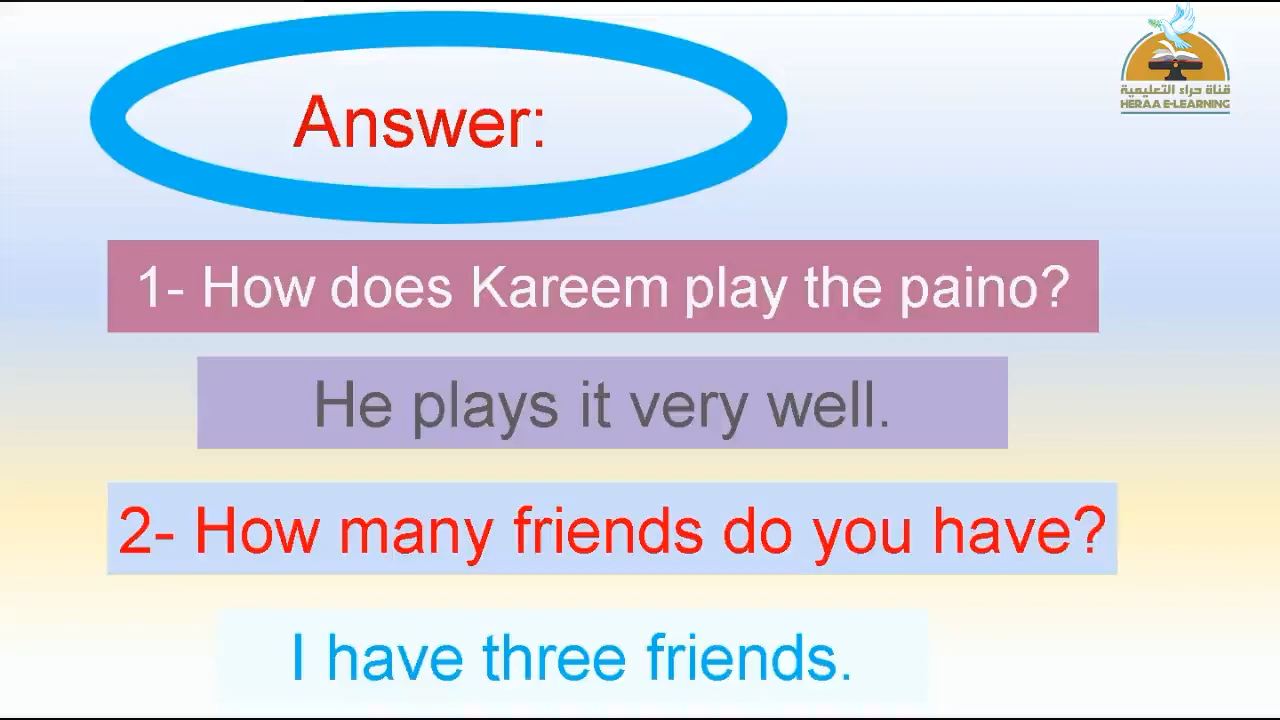 Answer:
قناة حراء التعليمية
HERAA E-LEARNING
1- How does Kareem play the paino?
He plays it very well.
2- How many friends do you have?
I have three friends.